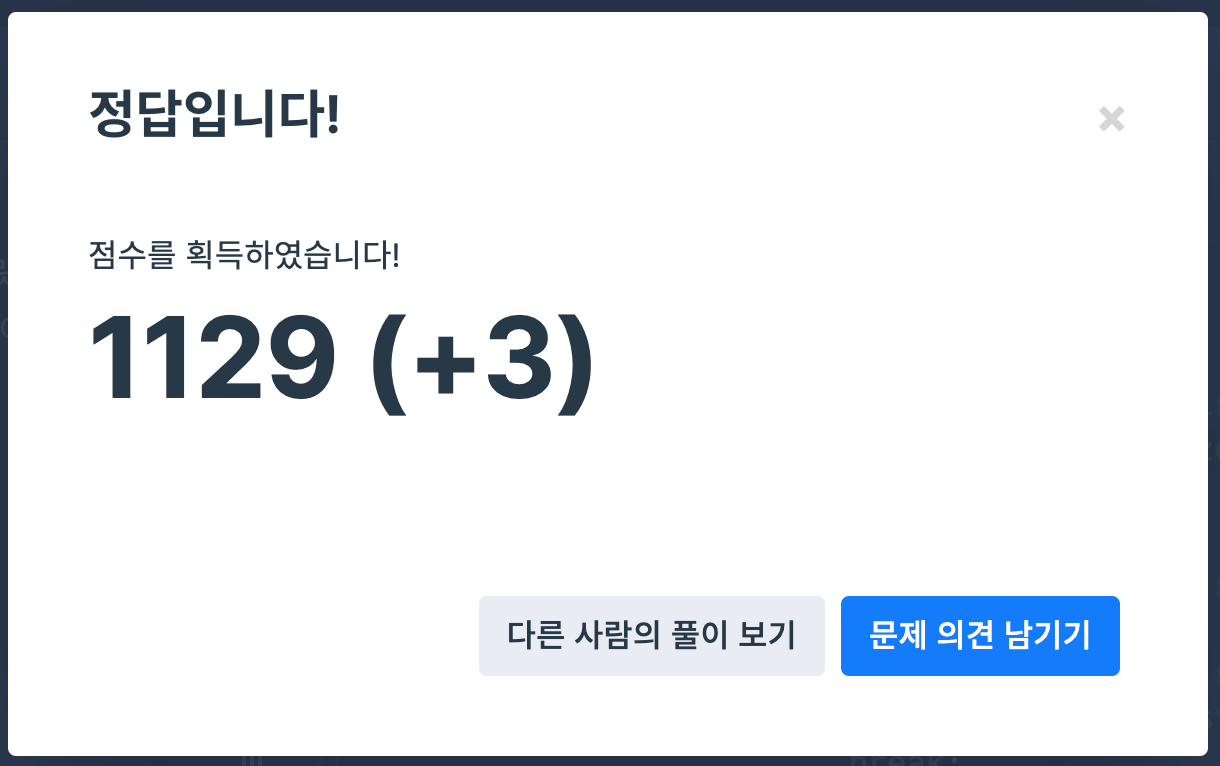 정답입니다!
점수를 획득하였습니다!
1129 (+3)
다른 사람의 풀이 보기
문제 의견 남기기